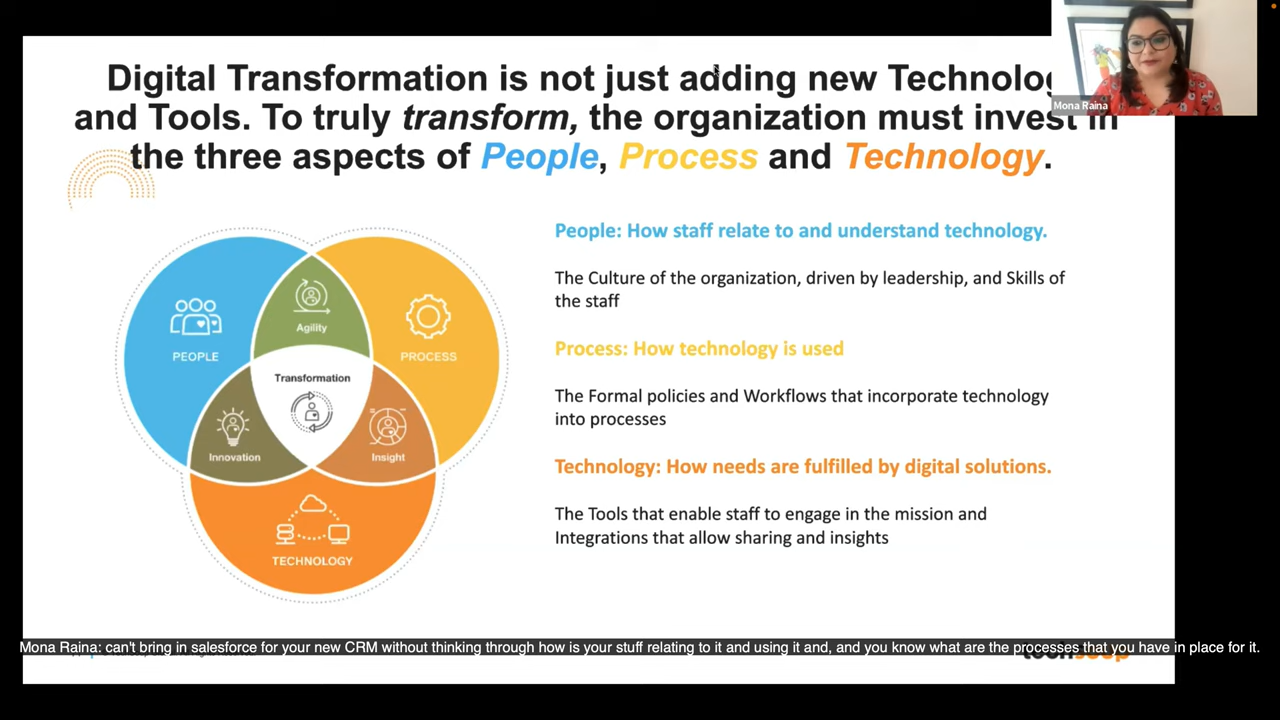 Digital Transformation is not just adding new
and Tools. To truly transform, the organization must invest in
the three aspects of People, Process and Technology.
Mona Raina
People: How staff relate to and understand technology.
The Culture of the organization, driven by leadership, and Skills of
the staff
Process: How technology is used
The Formal policies and Workflows that incorporate technology
into processes
Technology: How needs are fulfilled by digital solutions.
The Tools that enable staff to engage in the mission and
Integrations that allow sharing and insights
Agility
PEOPLE
PROCESS
Transformation
Innovation
Insight
TECHNOLOGY
Mona Raina: can't bring in salesforce for your new CRM without thinking through how is your stuff relating to it and using it and, and you know what are the processes that you have in place for it.